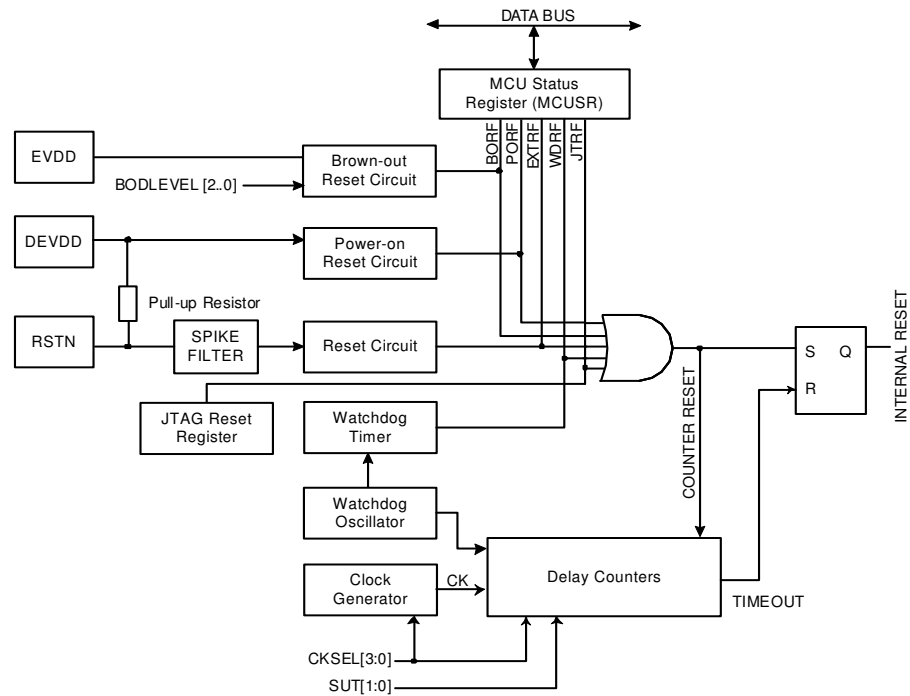 DATA BUS
MCU Status
Register (MCUSR)
BORF
PORF
EXTRF
WDRF
JTRF
EVDD
BODLEVEL [2..0]
Brown-out
Reset Circuit
DEVDD
Power-on
Reset Circuit
Pull-up Resistor
RSTN
SPIKE
FILTER
Reset Circuit
JTAG Reset
Register
Watchdog
Timer
Watchdog
Oscillator
Clock
Generator
CK
Delay Counters
CKSEL[3:0]
SUT[1:0]
COUNTER RESET
TIMEOUT
S
Q
R
INTERNAL RESET